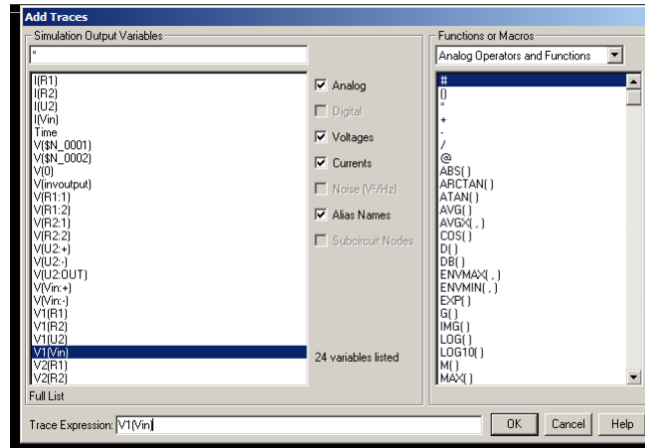 Add Traces
Simulation Output Variables
*
I(R1)
I(R2)
I(U2)
I(Vin)
Time
V($N_0001)
V($N_0002)
V(0)
V(invoutput)
V(R1:1)
V(R1:2)
V(R2:1)
V(R2:2)
V(U2:+)
V(U2:-)
V(U2:OUT)
V(Vin:+)
V(Vin:-)
V1(R1)
V1(R2)
V1(U2)
V1(Vin)
V2(R1)
V2(R2)
Full List
Analog
Digital
Voltages
Currents
Noise (V²/Hz)
Alias Names
Subcircuit Nodes
24 variables listed
Functions or Macros
Analog Operators and Functions
#
()
*
+
-
/
@
ABS( )
ARCTAN( )
ATAN( )
AVG( )
AVGX( , )
COS( )
D( )
DB( )
ENVMAX( , )
ENVMIN( , )
EXP( )
G( )
IMG( )
LOG( )
LOG10( )
M( )
MAX( )
Trace Expression: V1(Vin)
OK
Cancel
Help